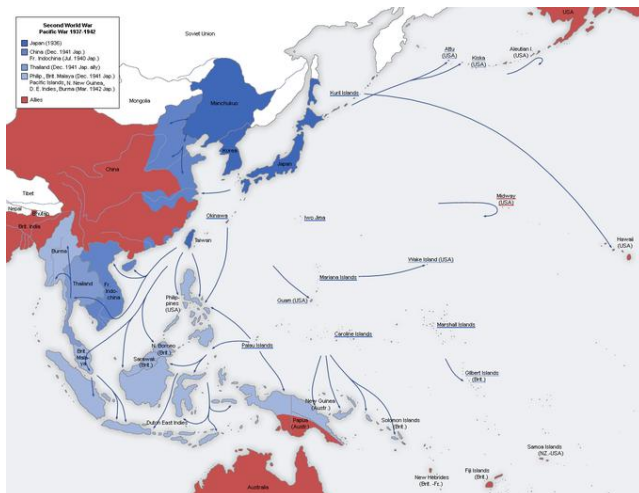 Second World War
Pacific War 1937-1942
Japan (1936)
China (Dec. 1941 Jap.)
Fr. Indochina (Jul. 1940 Jap.)
Thailand (Dec. 1941 Jap. ally)
Philip., Brit. Malaya (Dec. 1941 Jap.)
Pacific Islands, N. New Guinea,
D. E. Indies, Burma (Mar. 1942 Jap.)
Allies
USA
Soviet Union
Attu
(USA)
Kiska
(USA)
Aleutian I.
(USA)
Kuril Islands
Mongolia
Manchukuo
Korea
Japan
China
Tibet
Nepal
Bhutan
Brit. India
Midway
(USA)
Okinawa
Iwo Jima
Taiwan
Hawaii
(USA)
Burma
Thailand
Fr.
Indo-
china
Wake Island (USA)
Mariana Islands
Guam (USA)
Philip-
pines
(USA)
Marshall Islands
Caroline Islands
Palau Islands
N. Borneo
(Brit.)
Sarawak
(Brit.)
Brit.
Mala-
ya
Gilbert Islands
(Brit.)
New Guinea
(Austr.)
Papua
(Austr.)
Solomon Islands
(Brit.)
Dutch East Indies
Samoa Islands
(NZ.-USA)
New Hebrides
(Brit. -Fr.)
Fiji Islands
(Brit.)
Australia